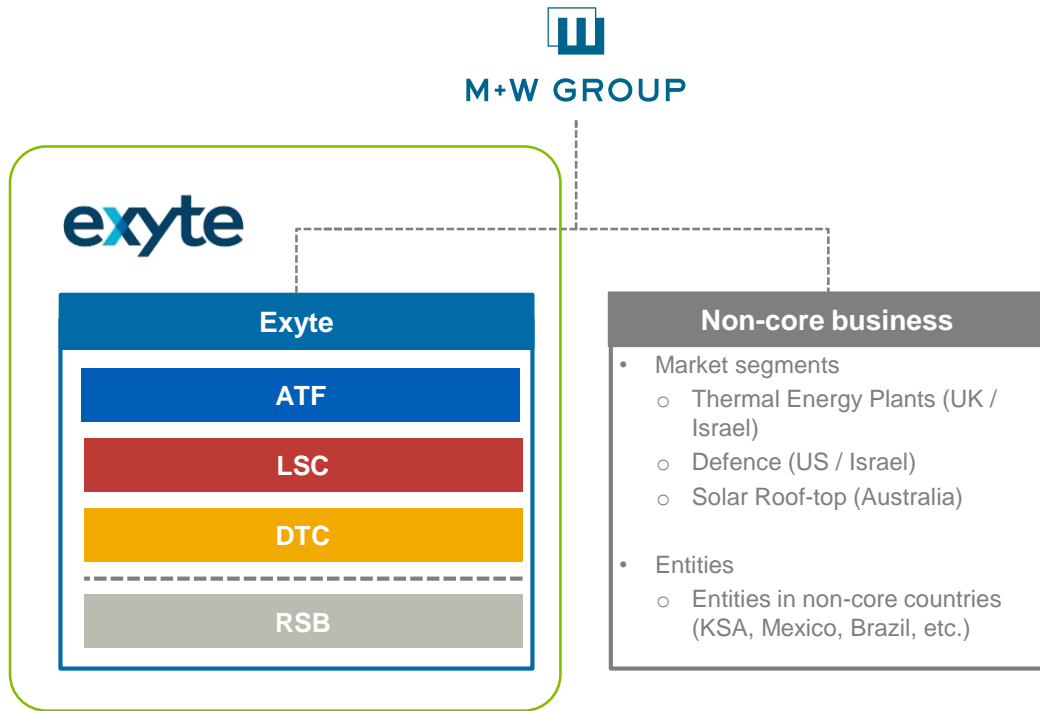 M+W GROUP
exyte
Exyte
ATF
LSC
DTC
RSB
Non-core business
• Market segments
o Thermal Energy Plants (UK /
Israel)
o Defence (US / Israel)
o Solar Roof-top (Australia)
• Entities
o Entities in non-core countries
(KSA, Mexico, Brazil, etc.)